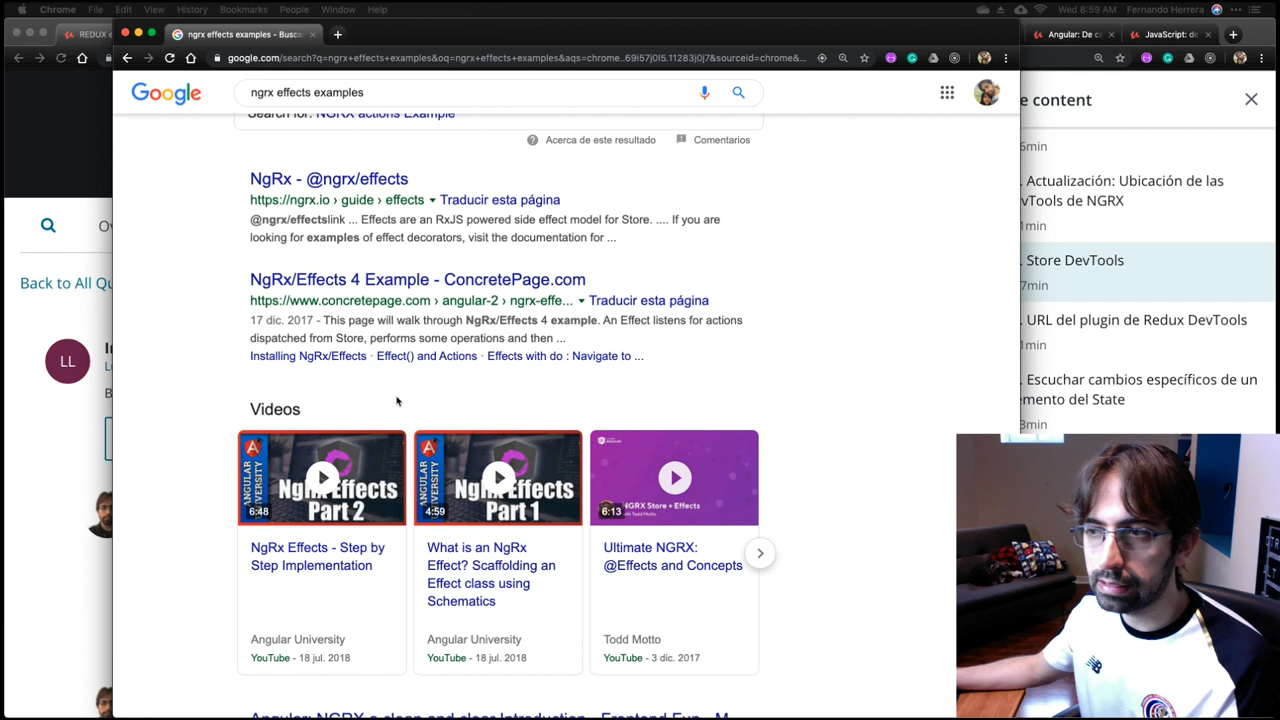 Chrome File Edit View History Bookmarks People Window Help Wed 8:59 AM Fernando Herrera
REDUX ngrx effects examples - Busca Angular: De c JavaScript: de
google.com/search?q=ngrx+effects+examples&oq=ngrx+effects+examples&aqs=chrome..69i57j0l5.11283j0j7&sourceid=chrome&...
Google
ngrx effects examples
Search for: NGRX actions Example
Acerca de este resultado Comentarios
NgRx - @ngrx/effects
https://ngrx.io › guide › effects Traducir esta página
@ngrx/effectslink ... Effects are an RxJS powered side effect model for Store. .... If you are
looking for examples of effect decorators, visit the documentation for ...
NgRx/Effects 4 Example - ConcretePage.com
https://www.concretepage.com › angular-2 › ngrx-effe... Traducir esta página
17 dic. 2017 - This page will walk through NgRx/Effects 4 example. An Effect listens for actions
dispatched from Store, performs some operations and then ...
Installing NgRx/Effects · Effect() and Actions · Effects with do : Navigate to ...
Videos
ANGULAR UNIVERSITY
NgRx Effects
Part 2
6:48
NgRx Effects - Step by
Step Implementation
Angular University
YouTube - 18 jul. 2018
ANGULAR UNIVERSITY
NgRx Effects
Part 1
4:59
What is an NgRx
Effect? Scaffolding an
Effect class using
Schematics
Angular University
YouTube - 18 jul. 2018
NGRX Store + Effects
with Todd Motto
6:13
Ultimate NGRX:
@Effects and Concepts
Todd Motto
YouTube - 3 dic. 2017
Back to All Qu
LL
e content
6min
. Actualización: Ubicación de las
vTools de NGRX
1min
. Store DevTools
7min
. URL del plugin de Redux DevTools
1min
. Escuchar cambios específicos de un
emento del State
3min